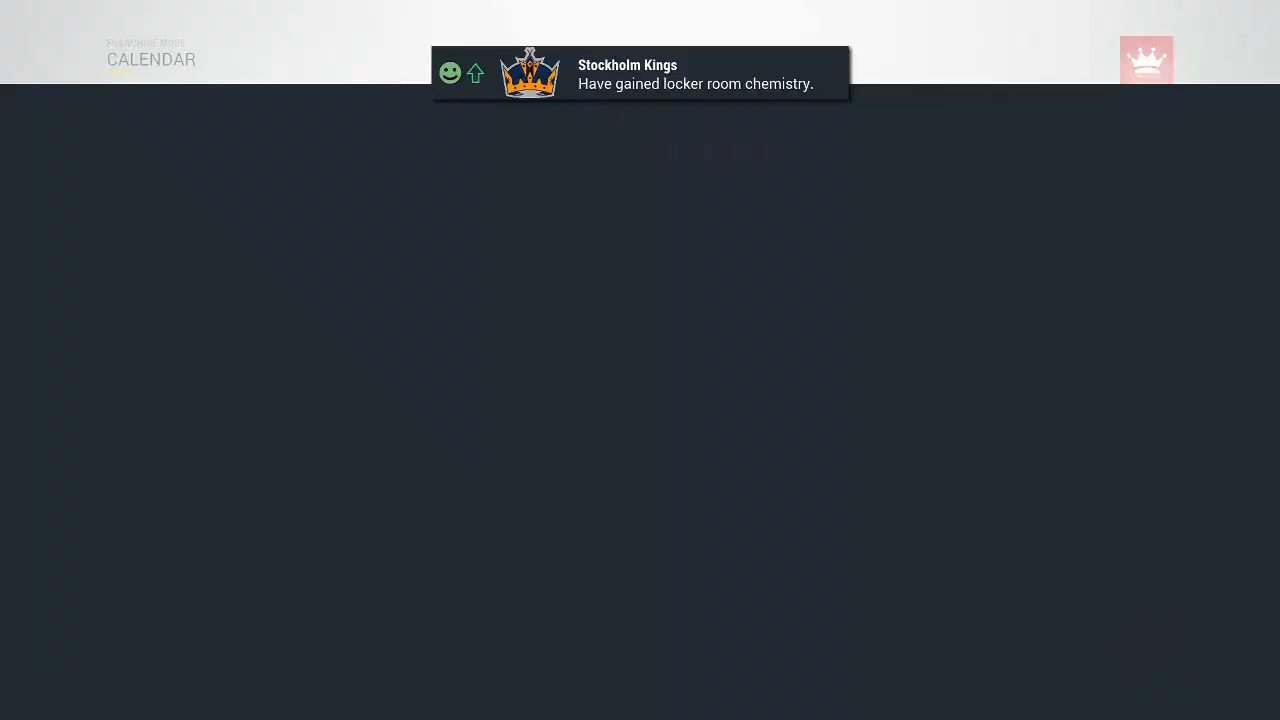 FRANCHISE MODE
CALENDAR
Stockholm Kings
Have gained locker room chemistry.